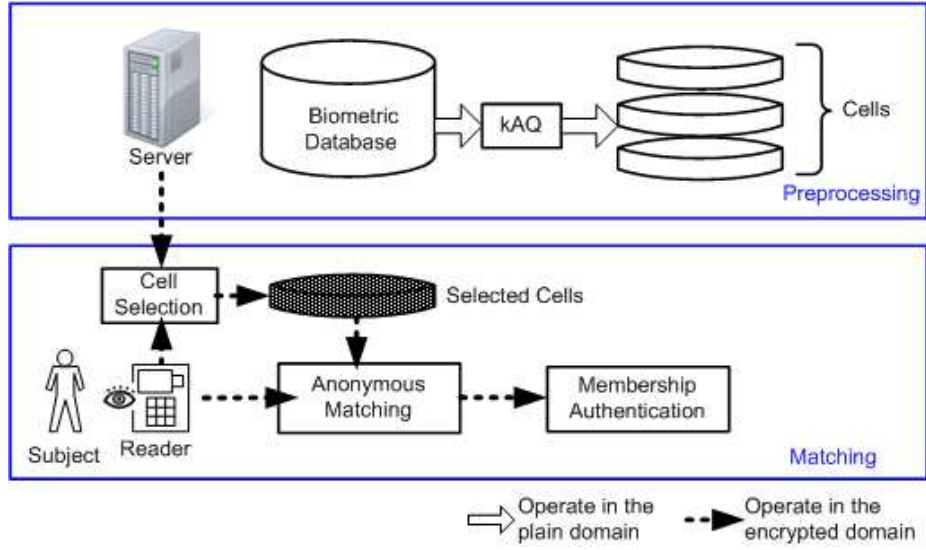 Server
Biometric
Database
kAQ
Cells
Preprocessing
Cell
Selection
Selected Cells
Subject
Reader
Anonymous
Matching
Membership
Authentication
Matching
Operate in the
plain domain
Operate in the
encrypted domain